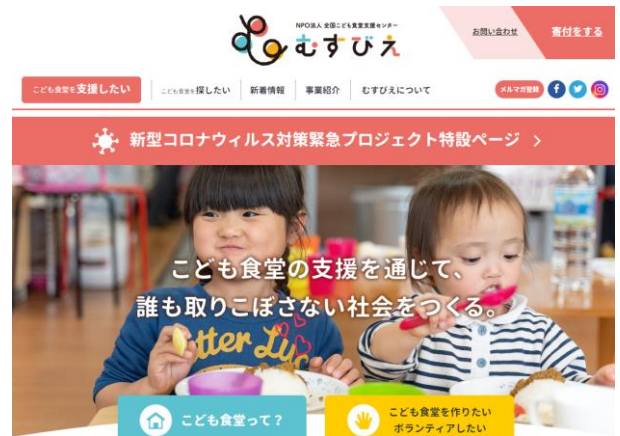 NPO法人 全国こども食堂支援センター
むすびえ
お問い合わせ
寄付をする
こども食堂を支援したい
こども食堂を探したい
新着情報
事業紹介
むすびえについて
メルマガ登録
新型コロナウィルス対策緊急プロジェクト特設ページ
こども食堂の支援を通じて、
誰も取りこぼさない社会をつくる。
こども食堂って？
こども食堂を作りたい
ボランティアしたい